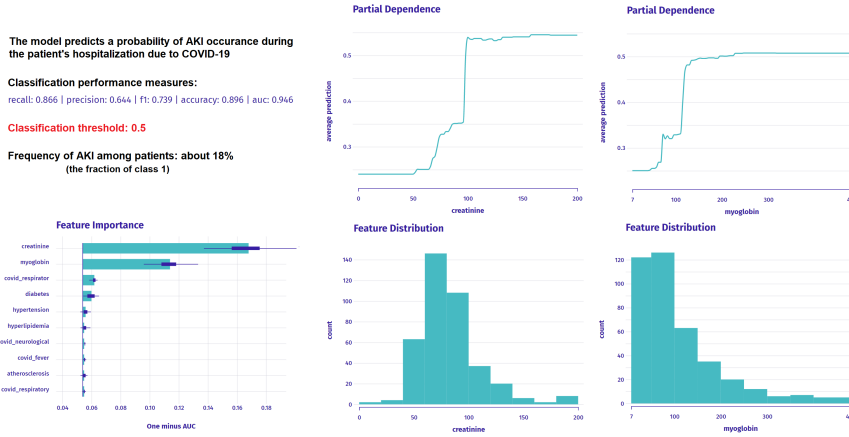 The model predicts a probability of AKI occurance during
the patient's hospitalization due to COVID-19
Classification performance measures:
recall: 0.866 | precision: 0.644 | f1: 0.739 | accuracy: 0.896 | auc: 0.946
Classification threshold: 0.5
Frequency of AKI among patients: about 18%
(the fraction of class 1)
Partial Dependence
average prediction
0.5
0.4
0.3
0 50 100 150 200
creatinine
Partial Dependence
average prediction
0.5
0.4
0.3
7 100 200 300
myoglobin
Feature Importance
creatinine
myoglobin
covid_respirator
diabetes
hypertension
hyperlipidemia
ovid_neurological
covid_fever
atherosclerosis
covid_respiratory
0.04 0.06 0.08 0.10 0.12 0.14 0.16 0.18
One minus AUC
Feature Distribution
count
140
120
100
80
60
40
20
0
0 50 100 150 200
creatinine
Feature Distribution
count
120
100
80
60
40
20
0
7 100 200 300
myoglobin